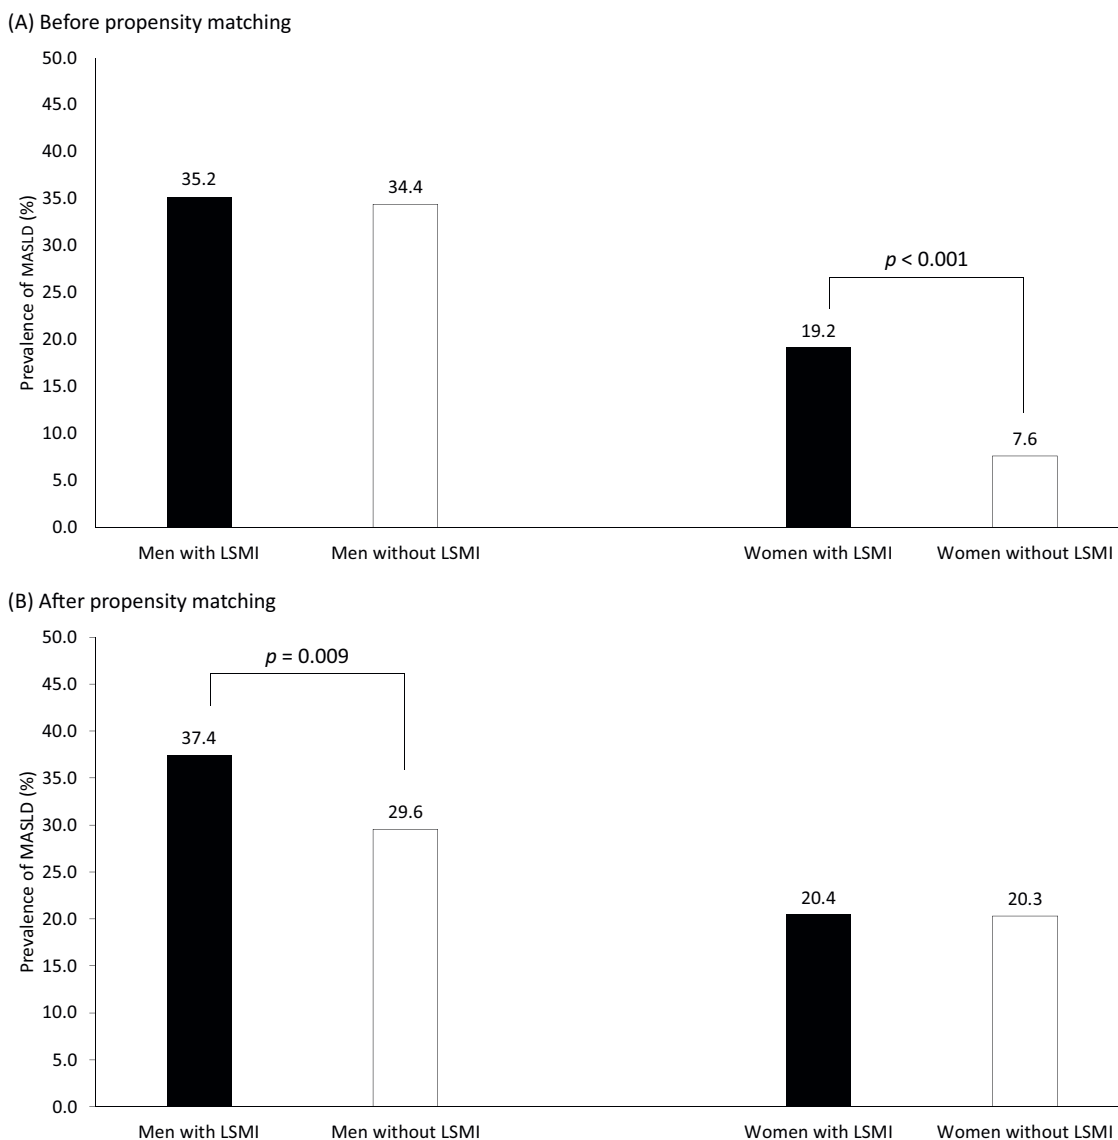 (A) Before propensity matching
Prevalence of MASLD (%)
50.0
45.0
40.0
35.0
30.0
25.0
20.0
15.0
10.0
5.0
0.0
35.2
34.4
p < 0.001
19.2
7.6
Men with LSMI
Men without LSMI
Women with LSMI
Women without LSMI
(B) After propensity matching
Prevalence of MASLD (%)
50.0
45.0
40.0
35.0
30.0
25.0
20.0
15.0
10.0
5.0
0.0
p = 0.009
37.4
29.6
20.4
20.3
Men with LSMI
Men without LSMI
Women with LSMI
Women without LSMI